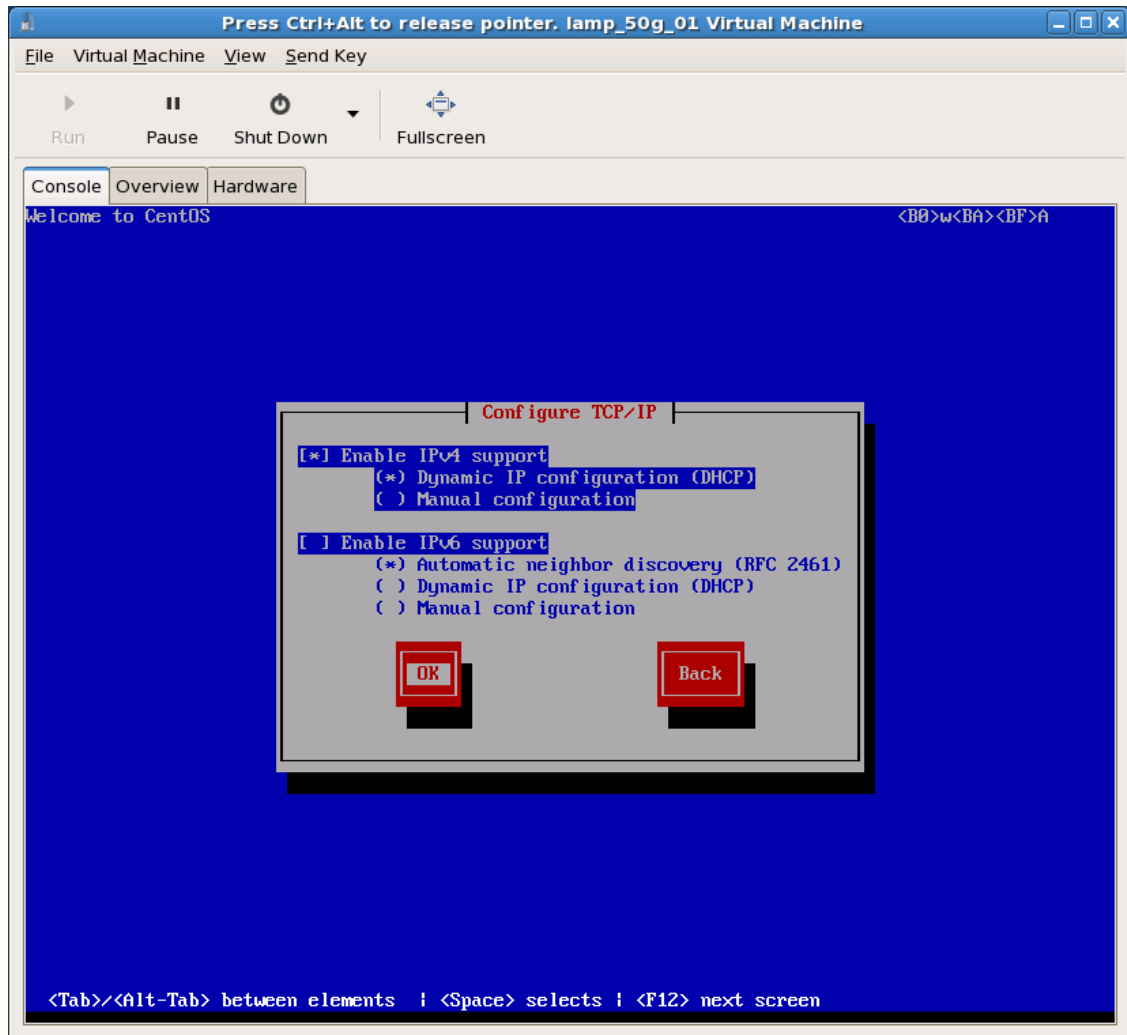 Press Ctrl+Alt to release pointer. lamp_50g_01 Virtual Machine
File Virtual Machine View Send Key
Run Pause Shut Down Fullscreen
Console Overview Hardware
Welcome to CentOS <B0>w<BA><BF>A
Configure TCP/IP
[*] Enable IPv4 support
(*) Dynamic IP configuration (DHCP)
( ) Manual configuration
[ ] Enable IPv6 support
(*) Automatic neighbor discovery (RFC 2461)
( ) Dynamic IP configuration (DHCP)
( ) Manual configuration
OK Back
<Tab>/<Alt-Tab> between elements | <Space> selects | <F12> next screen